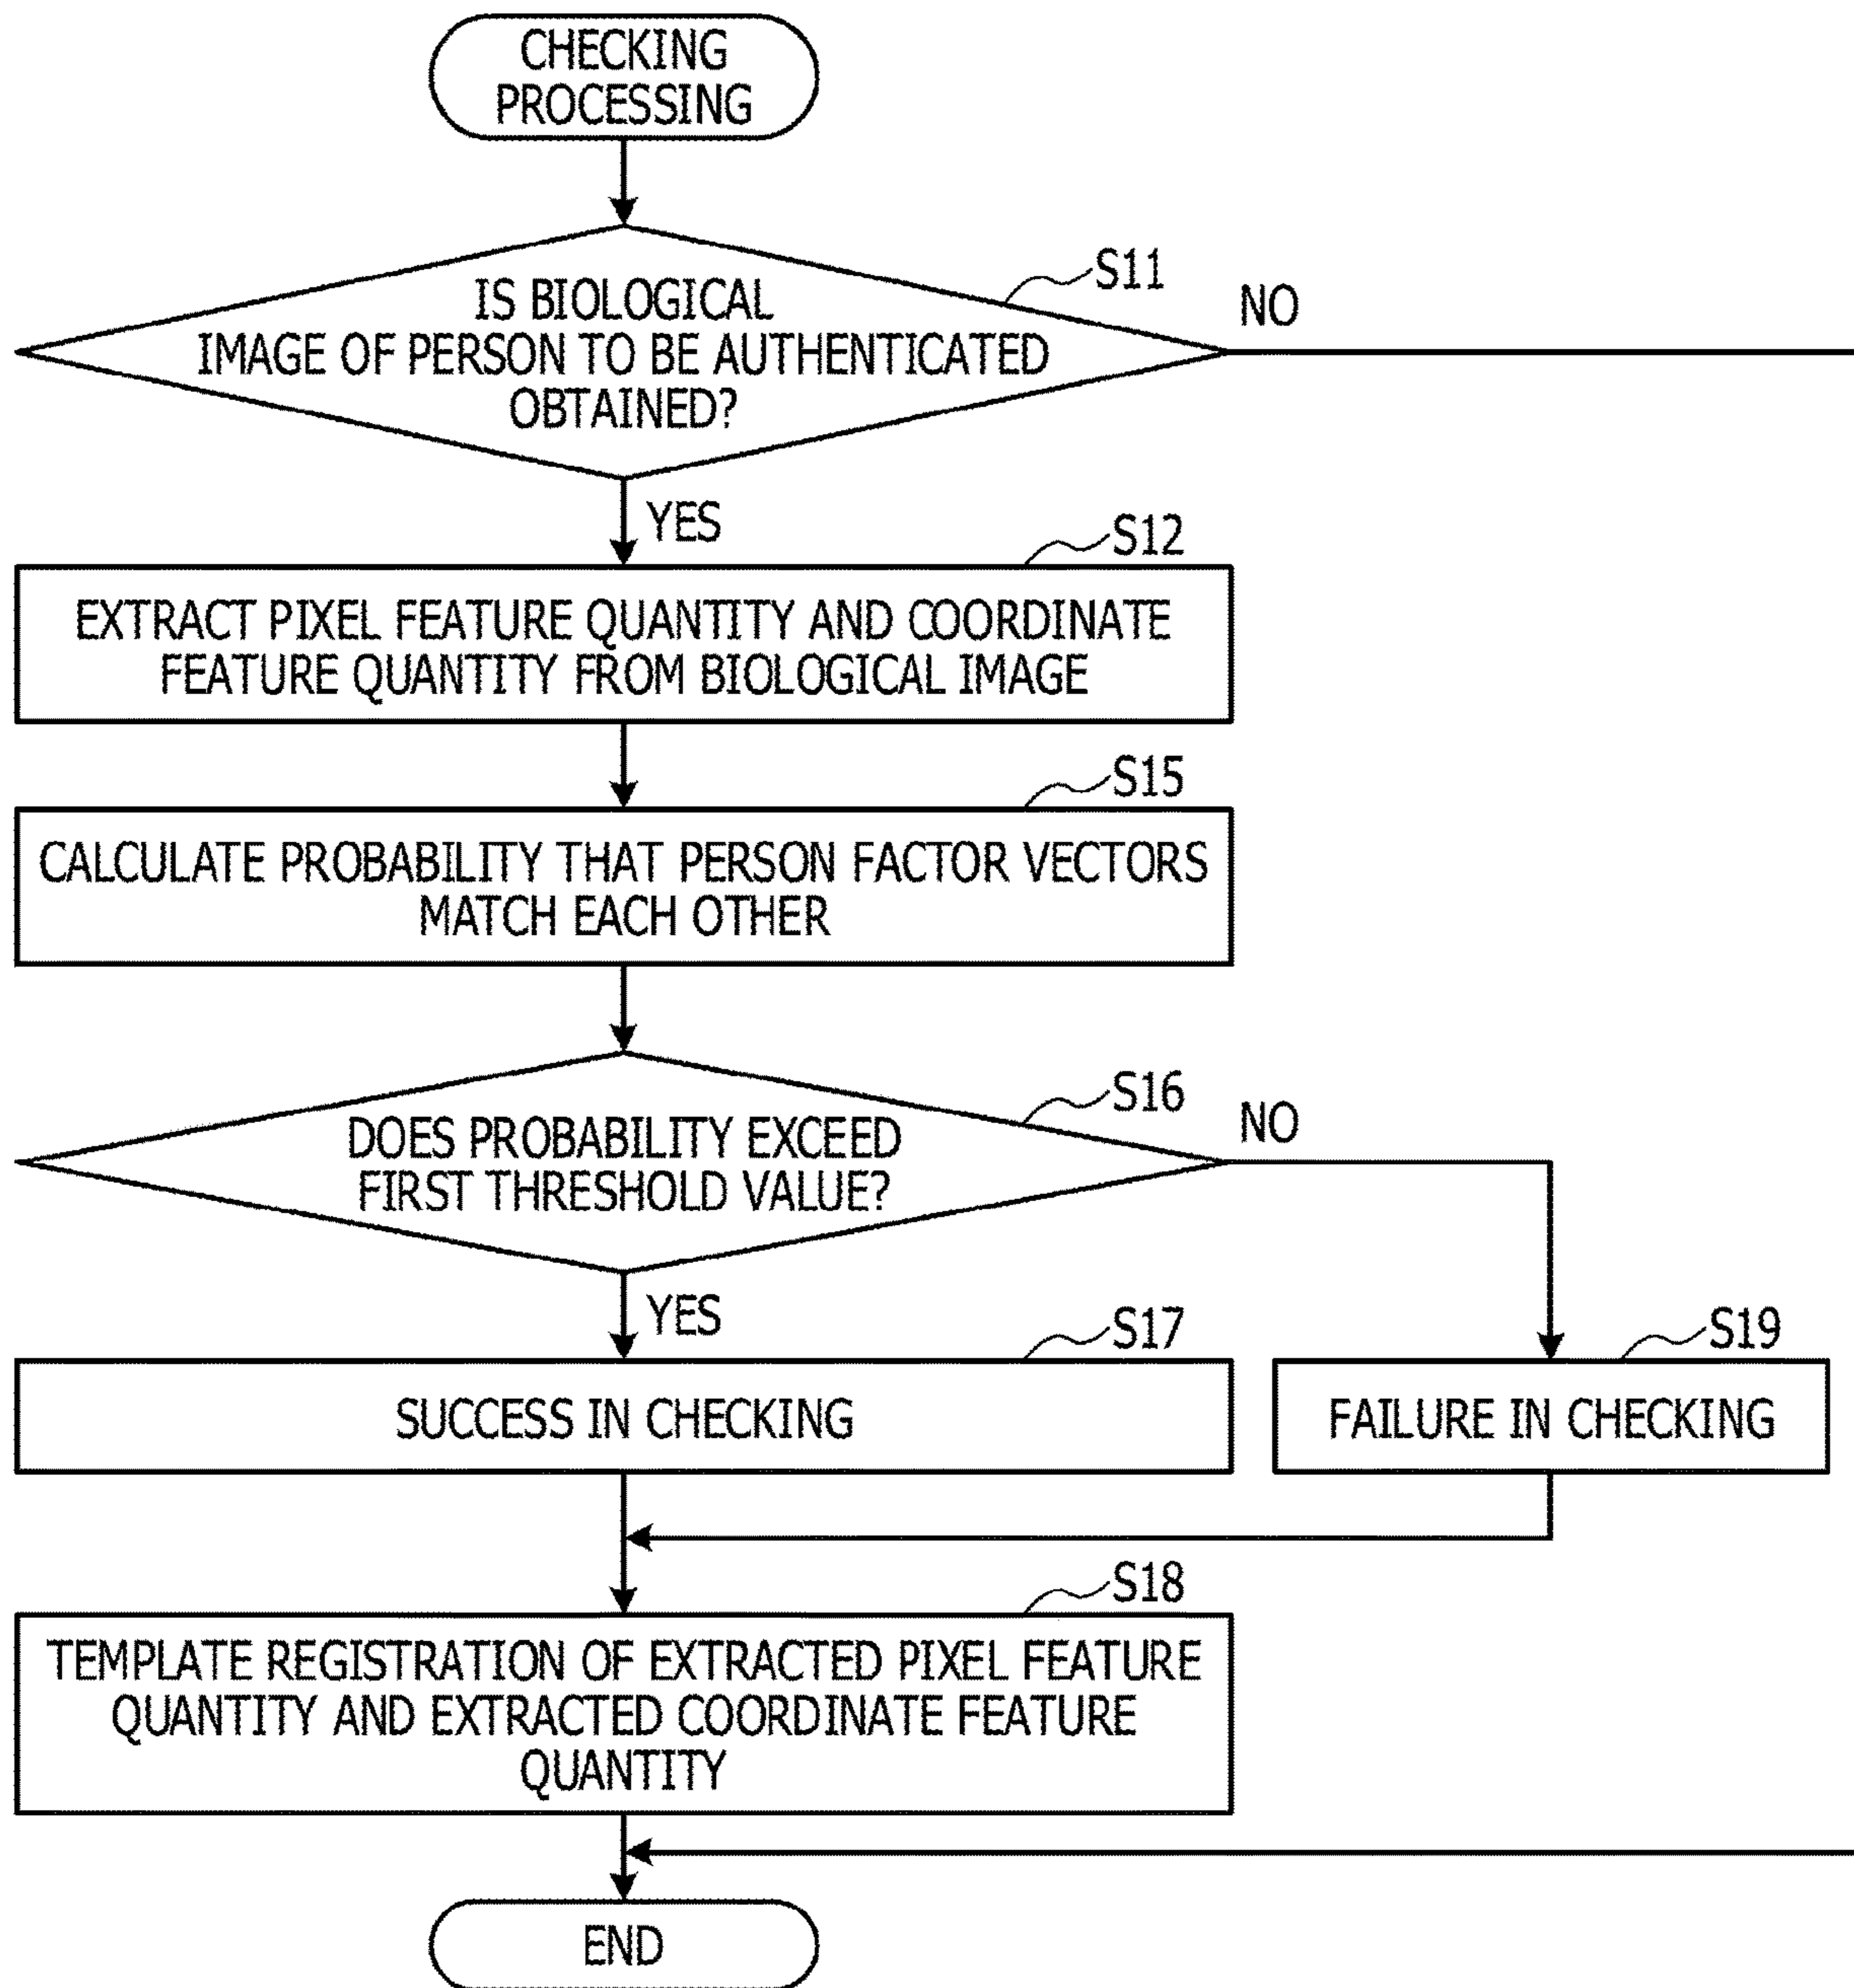 CHECKING
PROCESSING
S11
NO
IS BIOLOGICAL
IMAGE OF PERSON TO BE AUTHENTICATED
OBTAINED?
YES
S12
EXTRACT PIXEL FEATURE QUANTITY AND COORDINATE
FEATURE QUANTITY FROM BIOLOGICAL IMAGE
S15
CALCULATE PROBABILITY THAT PERSON FACTOR VECTORS
MATCH EACH OTHER
S16
NO
DOES PROBABILITY EXCEED
FIRST THRESHOLD VALUE?
YES
S17
S19
SUCCESS IN CHECKING
FAILURE IN CHECKING
S18
TEMPLATE REGISTRATION OF EXTRACTED PIXEL FEATURE
QUANTITY AND EXTRACTED COORDINATE FEATURE
QUANTITY
END